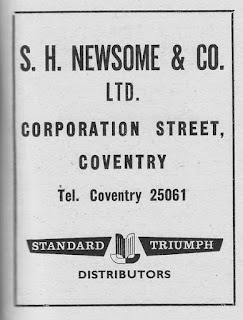 S. H. NEWSOME & CO.
LTD.
CORPORATION STREET,
COVENTRY
Tel. Coventry 25061
STANDARD TRIUMPH
DISTRIBUTORS